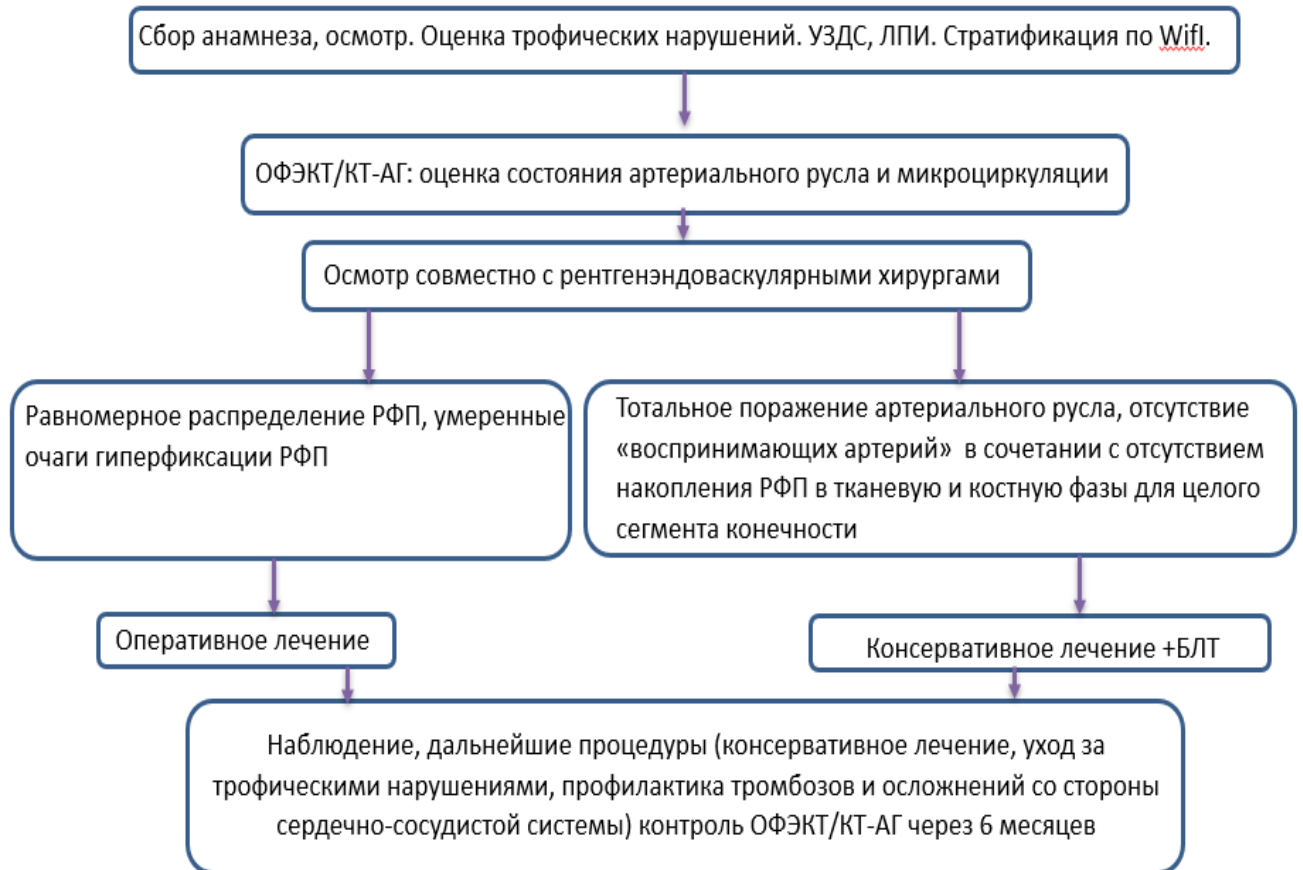 Сбор анамнеза, осмотр. Оценка трофических нарушений. УЗДС, ЛПИ. Стратификация по WifI.
ОФЭКТ/КТ-АГ: оценка состояния артериального русла и микроциркуляции
Осмотр совместно с рентгенэндоваскулярными хирургами
Равномерное распределение РФП, умеренные
очаги гиперфиксации РФП
Тотальное поражение артериального русла, отсутствие
«воспринимающих артерий» в сочетании с отсутствием
накопления РФП в тканевую и костную фазы для целого
сегмента конечности
Оперативное лечение
Консервативное лечение +БЛТ
Наблюдение, дальнейшие процедуры (консервативное лечение, уход за
трофическими нарушениями, профилактика тромбозов и осложнений со стороны
сердечно-сосудистой системы) контроль ОФЭКТ/КТ-АГ через 6 месяцев